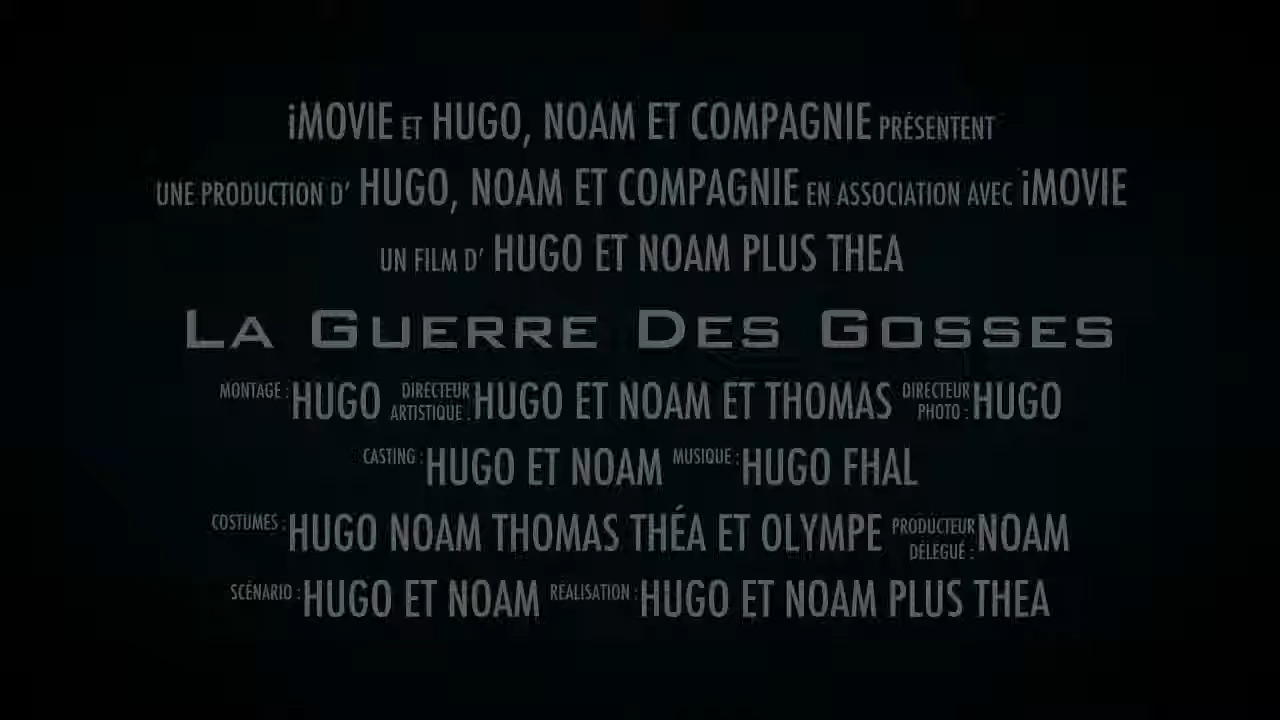 iMOVIE ET HUGO, NOAM ET COMPAGNIE PRÉSENTENT
UNE PRODUCTION D' HUGO, NOAM ET COMPAGNIE EN ASSOCIATION AVEC iMOVIE
UN FILM D' HUGO ET NOAM PLUS THEA
LA GUERRE DES GOSSES
MONTAGE : HUGO DIRECTEUR ARTISTIQUE : HUGO ET NOAM ET THOMAS DIRECTEUR PHOTO : HUGO
CASTING : HUGO ET NOAM MUSIQUE : HUGO FHAL
COSTUMES : HUGO NOAM THOMAS THÉA ET OLYMPE PRODUCTEUR DÉLÉGUÉ : NOAM
SCÉNARIO : HUGO ET NOAM RÉALISATION : HUGO ET NOAM PLUS THEA